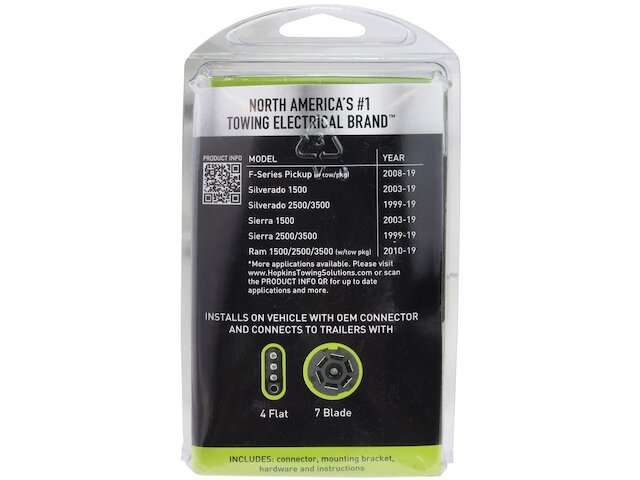 NORTH AMERICA'S #1
TOWING ELECTRICAL BRAND™
PRODUCT INFO
MODEL YEAR
F-Series Pickup (w tow/pkg) 2008-19
Silverado 1500 2003-19
Silverado 2500/3500 1999-19
Sierra 1500 2003-19
Sierra 2500/3500 1999-19
Ram 1500/2500/3500 (w/tow pkg) 2010-19
*More applications available. Please visit
www.HopkinsTowingSolutions.com or scan
the PRODUCT INFO QR for up to date
applications and more.
INSTALLS ON VEHICLE WITH OEM CONNECTOR
AND CONNECTS TO TRAILERS WITH
4 Flat 7 Blade
INCLUDES: connector, mounting bracket,
hardware and instructions